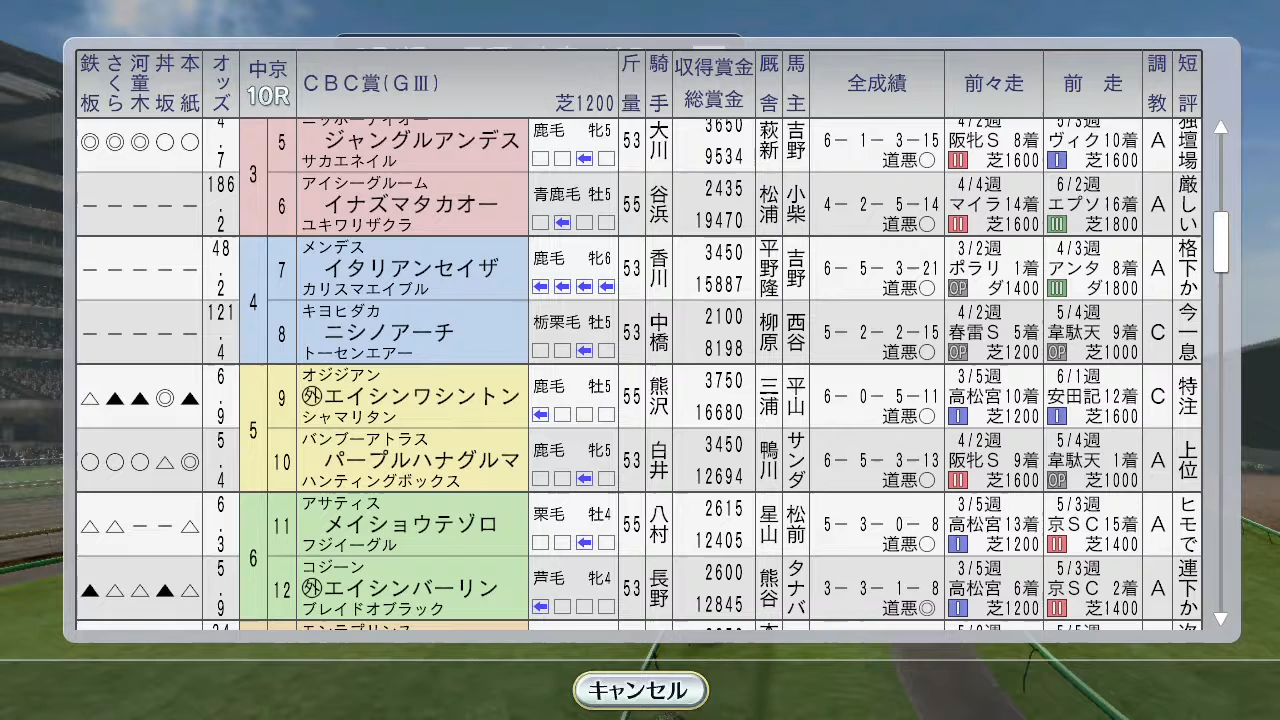 鉄板 さくら 河童木 丼坂 本紙 オッズ 中京 10R CBC賞(GⅢ) 芝1200 斤量 騎手 収得賞金 総賞金 厩舎 馬主 全成績 前々走 前 走 調教 短評
◎ ◎ ◎ ○ ○ 4.7 3 5
ジャングルアンデス
サカエネイル
鹿毛 牝5 53 大川 3650 9534 萩新 吉野 6-1-3-15 道悪○
阪牝S 8着 Ⅱ 芝1600
5/3週 ヴィク10着 Ⅰ 芝1600 A 独壇場
- - - - - 186.2 6
アイシーグルーム
イナズマタカオー
ユキワリザクラ
青鹿毛 牡5 55 谷浜 2435 19470 松浦 小柴 4-2-5-14 道悪○
4/4週 マイラ14着 Ⅱ 芝1600
6/2週 エプソ16着 Ⅲ 芝1800 A 厳しい
- - - - - 48.2 4 7
メンデス
イタリアンセイザ
カリスマエイブル
鹿毛 牝6 53 香川 3450 15887 平野隆 吉野 6-5-3-21 道悪○
3/2週 ポラリ 1着 OP ダ1400
4/3週 アンタ 8着 Ⅲ ダ1800 A 格下か
- - - - - 121.4 8
キヨヒダカ
ニシノアーチ
トーセンエアー
栃栗毛 牡5 53 中橋 2100 8198 柳原 西谷 5-2-2-15 道悪○
4/2週 春雷S 5着 OP 芝1200
5/4週 韋駄天 9着 OP 芝1000 C 今一息
△ ▲ ▲ ◎ ▲ 6.9 5 9
オジジアン
外エイシンワシントン
シャマリタン
鹿毛 牡5 55 熊沢 3750 16680 三浦 平山 6-0-5-11 道悪○
3/5週 高松宮10着 Ⅰ 芝1200
6/1週 安田記12着 Ⅰ 芝1600 C 特注
○ ○ ○ △ ◎ 5.4 10
バンブーアトラス
パープルハナグルマ
ハンティングボックス
鹿毛 牝5 53 白井 3450 12694 鴨川 サンダ 6-5-3-13 道悪○
4/2週 阪牝S 9着 Ⅱ 芝1600
5/4週 韋駄天 1着 OP 芝1000 A 上位
△ △ - - △ 6.3 6 11
アサティス
メイショウテゾロ
フジイーグル
栗毛 牡4 55 八村 2615 12405 星山 松前 5-3-0-8 道悪○
3/5週 高松宮13着 Ⅰ 芝1200
5/3週 京SC15着 Ⅱ 芝1400 A ヒモで
▲ △ △ ▲ △ 5.9 12
コジーン
外エイシンバーリン
ブレイドオブラック
芦毛 牝4 53 長野 2600 12845 熊谷 タナバ 3-3-1-8 道悪◎
3/5週 高松宮 6着 Ⅰ 芝1200
5/3週 京SC 2着 Ⅱ 芝1400 A 連下か
キャンセル